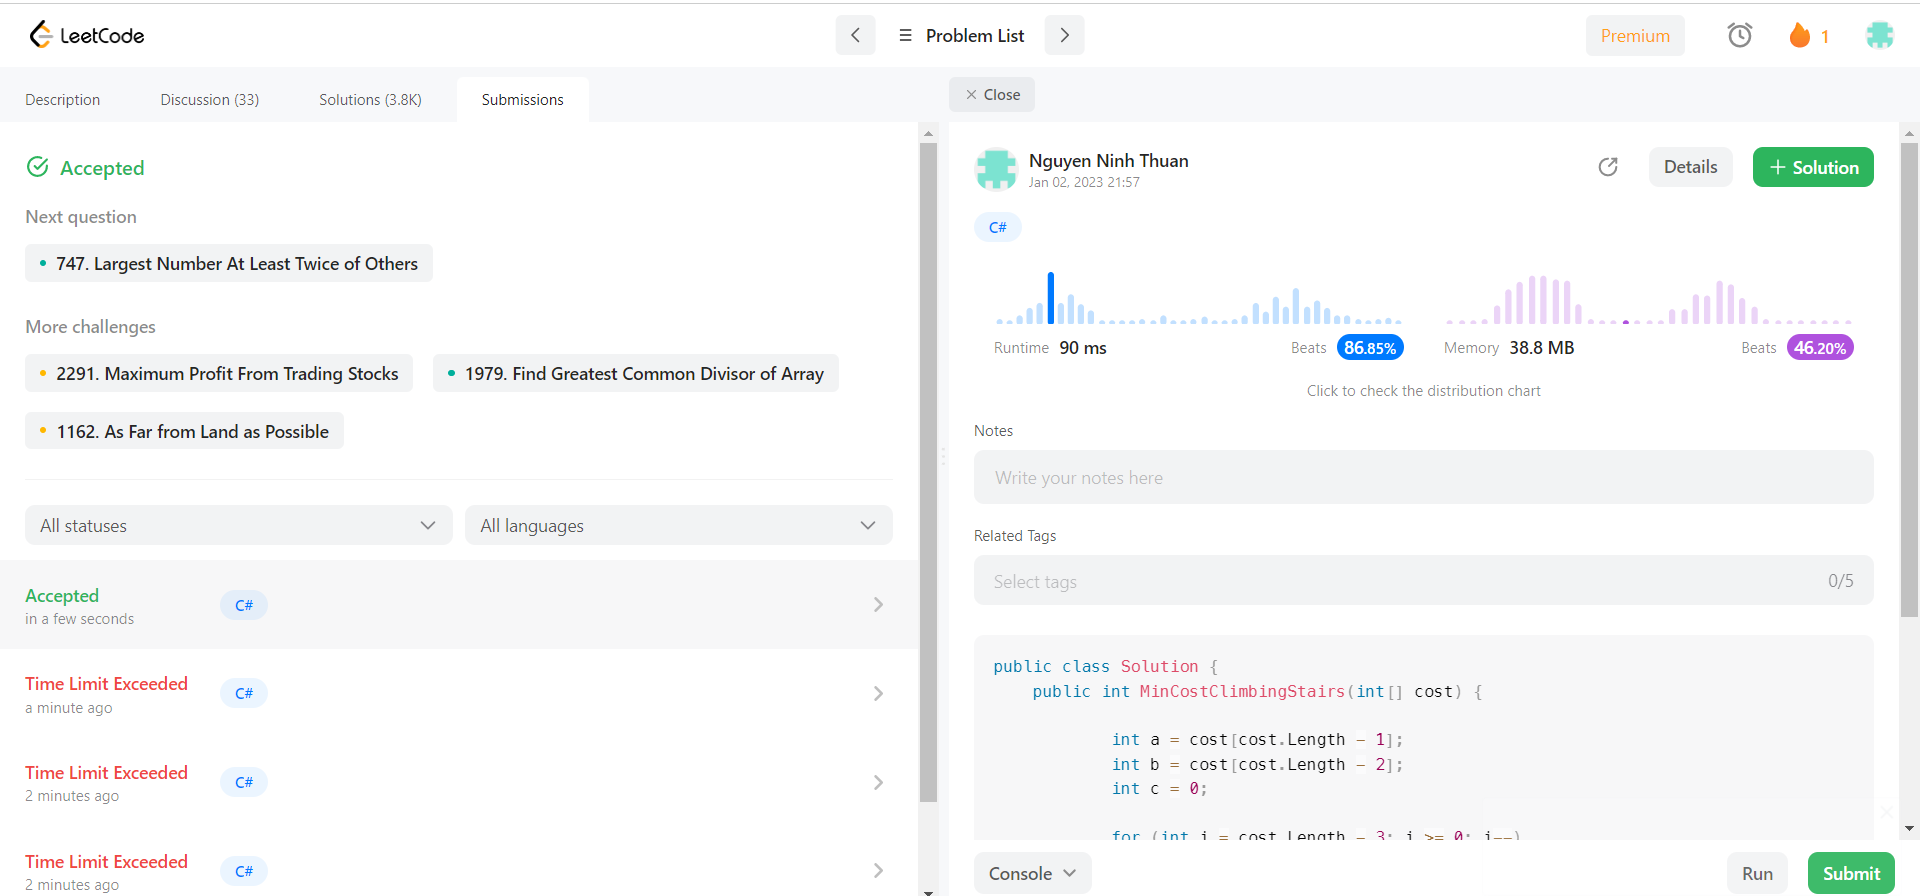 LeetCode
Problem List
Premium
1
Description
Discussion (33)
Solutions (3.8K)
Submissions
Close
Accepted
Next question
747. Largest Number At Least Twice of Others
More challenges
2291. Maximum Profit From Trading Stocks
1979. Find Greatest Common Divisor of Array
1162. As Far from Land as Possible
All statuses
All languages
Accepted
in a few seconds
C#
Time Limit Exceeded
a minute ago
C#
Time Limit Exceeded
2 minutes ago
C#
Time Limit Exceeded
2 minutes ago
C#
Nguyen Ninh Thuan
Jan 02, 2023 21:57
Details
+ Solution
C#
Runtime 90 ms
Beats 86.85%
Memory 38.8 MB
Beats 46.20%
Click to check the distribution chart
Notes
Write your notes here
Related Tags
Select tags
0/5
public class Solution {
public int MinCostClimbingStairs(int[] cost) {
int a = cost[cost.Length - 1];
int b = cost[cost.Length - 2];
int c = 0;
for (int i = cost.Length - 3; i >= 0; i--)
Console
Run
Submit